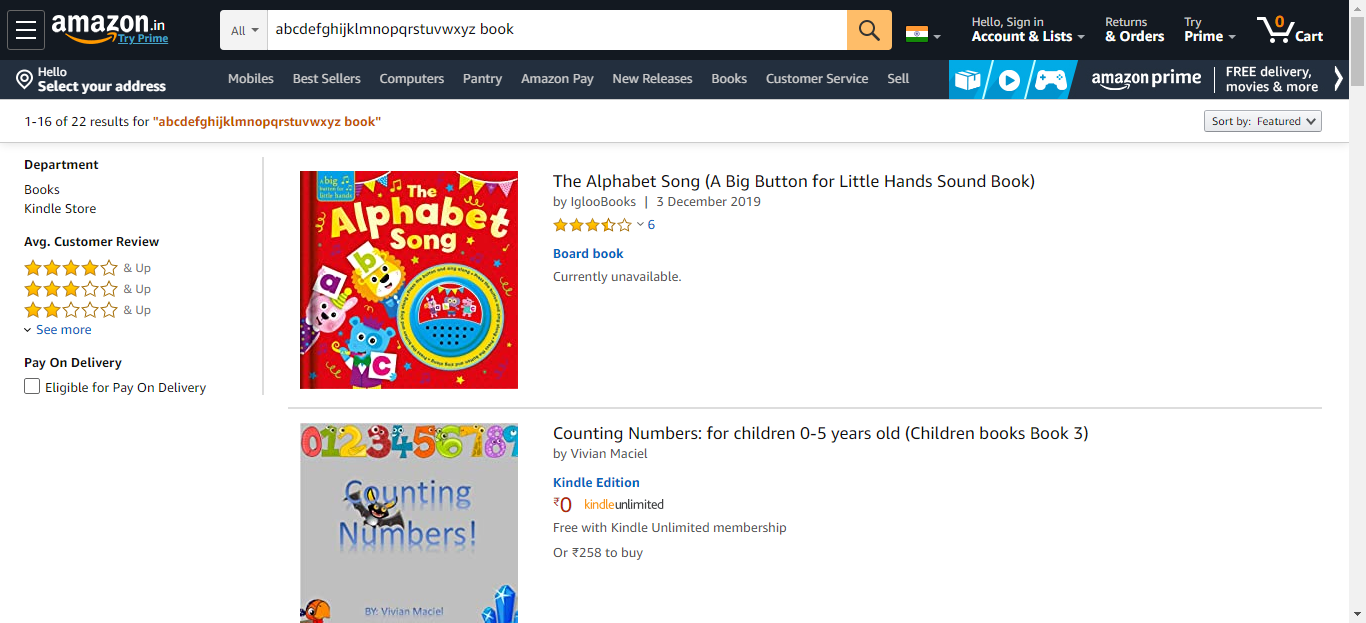 amazon.in
Try Prime
All
abcdefghijklmnopqrstuvwxyz book
Hello, Sign in
Account & Lists
Returns
& Orders
Try
Prime
0
Cart
Hello
Select your address
Mobiles
Best Sellers
Computers
Pantry
Amazon Pay
New Releases
Books
Customer Service
Sell
amazon prime
FREE delivery,
movies & more
1-16 of 22 results for "abcdefghijklmnopqrstuvwxyz book"
Sort by: Featured
Department
Books
Kindle Store
Avg. Customer Review
& Up
& Up
& Up
See more
Pay On Delivery
Eligible for Pay On Delivery
a big
button for
little hands
The
Alphabet
Song
a
b
c
The Alphabet Song (A Big Button for Little Hands Sound Book)
by IglooBooks | 3 December 2019
6
Board book
Currently unavailable.
0123456789
Counting
Numbers!
BY: Vivian Maciel
Counting Numbers: for children 0-5 years old (Children books Book 3)
by Vivian Maciel
Kindle Edition
₹0 kindleunlimited
Free with Kindle Unlimited membership
Or ₹258 to buy